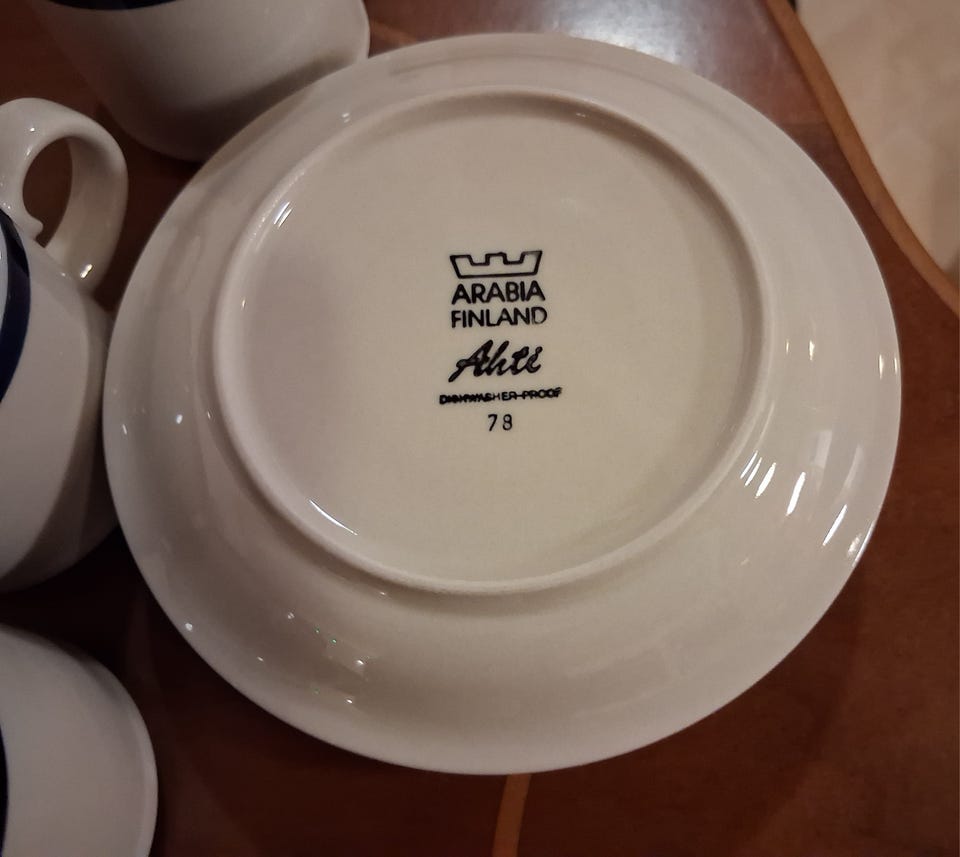 ARABIA
FINLAND
Ahti
DISHWASHER PROOF
78